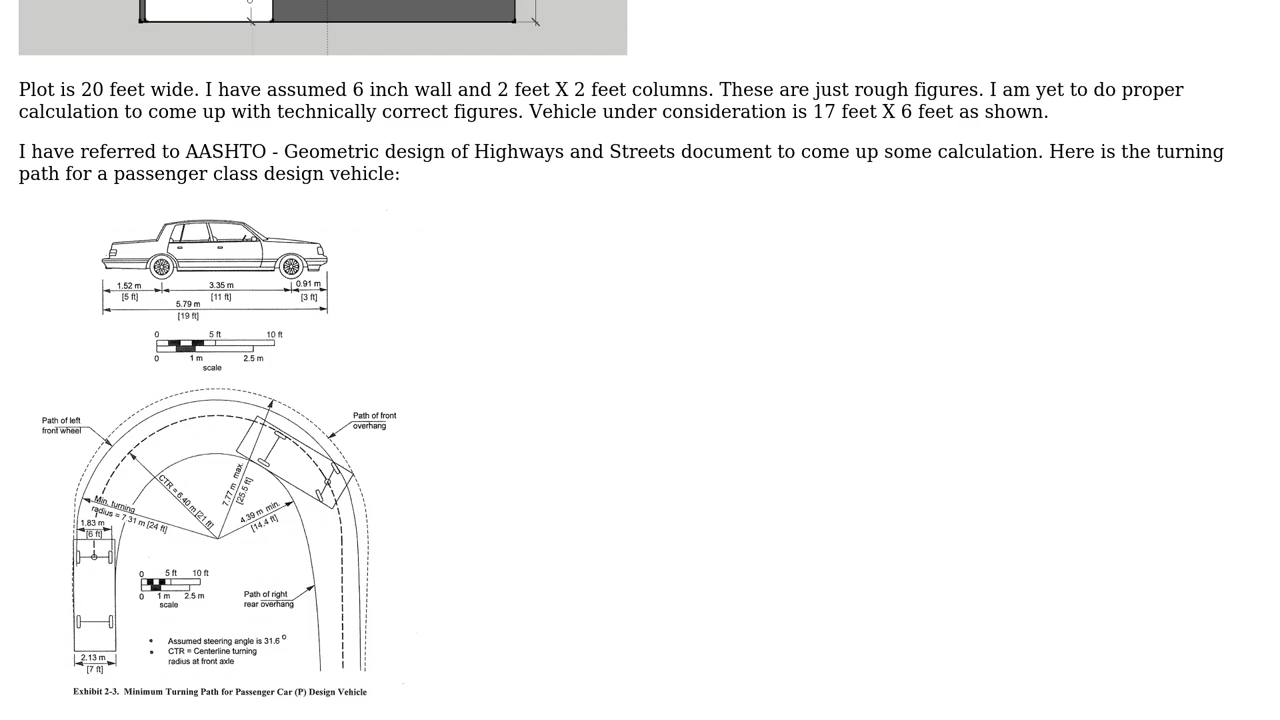 Plot is 20 feet wide. I have assumed 6 inch wall and 2 feet X 2 feet columns. These are just rough figures. I am yet to do proper
calculation to come up with technically correct figures. Vehicle under consideration is 17 feet X 6 feet as shown.
I have referred to AASHTO - Geometric design of Highways and Streets document to come up some calculation. Here is the turning
path for a passenger class design vehicle:
1.52 m
3.35 m
0.91 m
[5 ft]
[11 ft]
[3 ft]
5.79 m
[19 ft]
0
5 ft
10 ft
0
1 m
2.5 m
scale
Path of left
front wheel
Path of front
overhang
CTR = 6.40 m [21 ft]
7.77 m max.
[25.5 ft]
4.39 m min.
[14.4 ft]
Min. turning
radius = 7.31 m [24 ft]
1.83 m
[6 ft]
0
5 ft
10 ft
0
1 m
2.5 m
scale
Path of right
rear overhang
• Assumed steering angle is 31.6°
• CTR = Centerline turning
radius at front axle
2.13 m
[7 ft]
Exhibit 2-3. Minimum Turning Path for Passenger Car (P) Design Vehicle